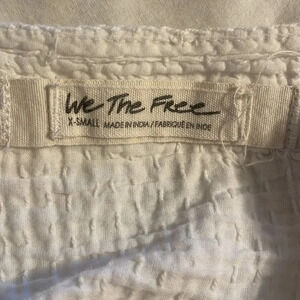 We The Free
X-SMALL MADE IN INDIA / FABRIQUÉ EN INDE